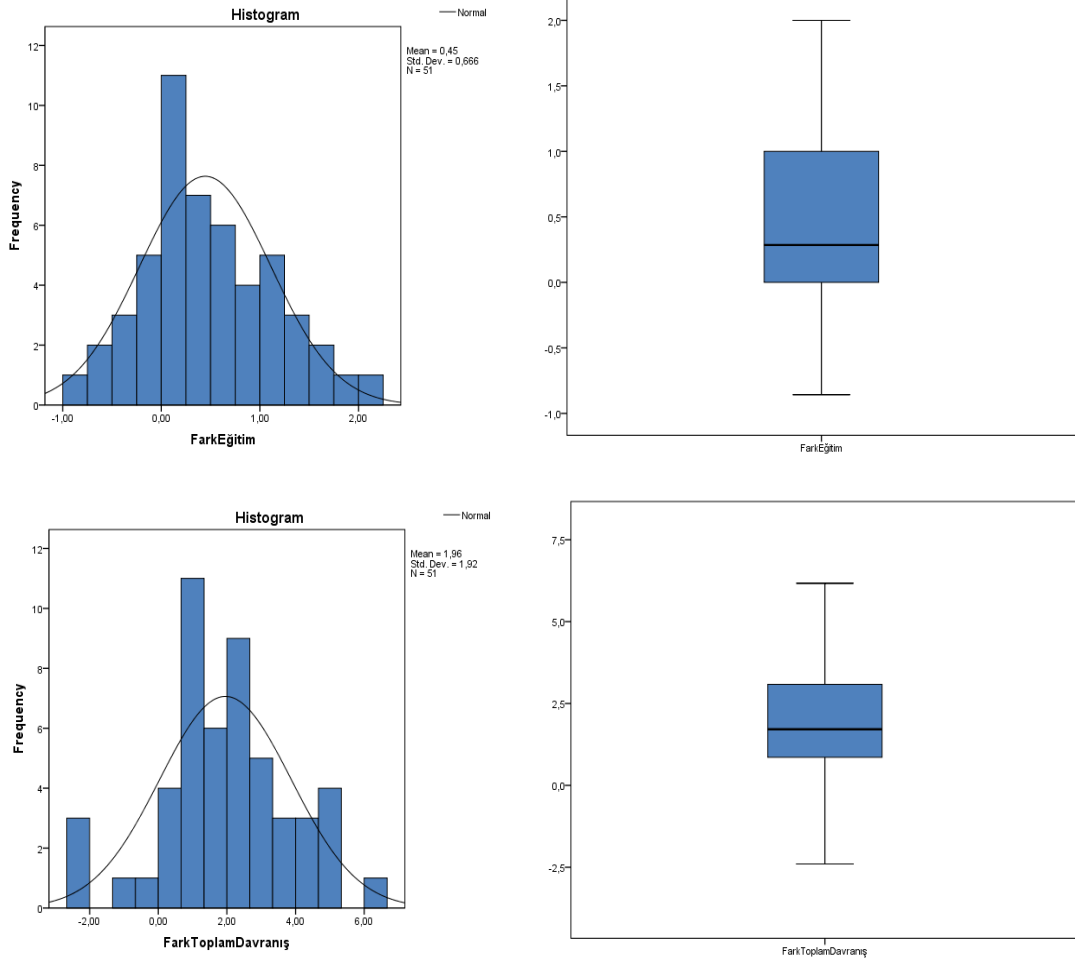 Histogram
Normal
Mean = 0,45
Std. Dev. = 0,666
N = 51
12
10
8
6
4
2
0
Frequency
-1,00 0,00 1,00 2,00
FarkEğitim
2,0
1,5
1,0
0,5
0,0
-0,5
-1,0
FarkEğitim
Histogram
Normal
Mean = 1,96
Std. Dev. = 1,92
N = 51
12
10
8
6
4
2
0
Frequency
-2,00 0,00 2,00 4,00 6,00
FarkToplamDavranış
7,5
5,0
2,5
0,0
-2,5
FarkToplamDavranış